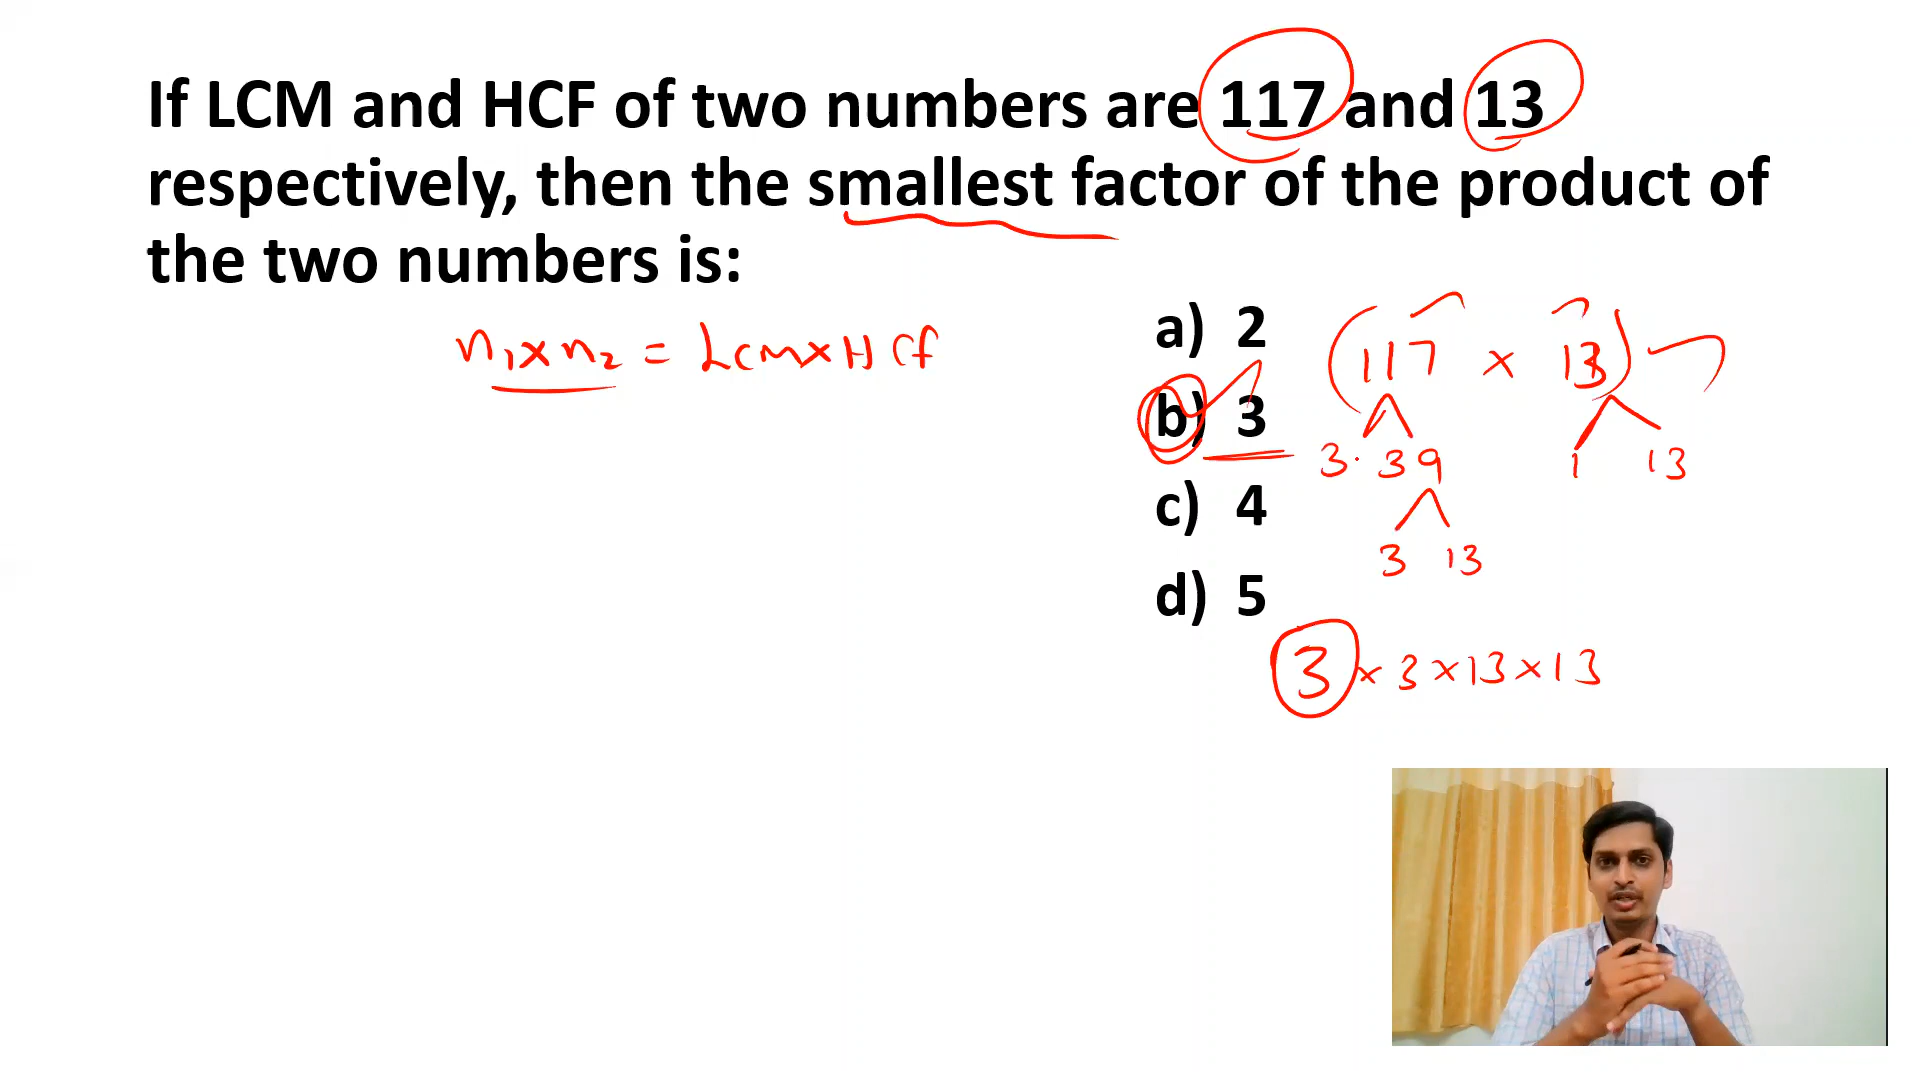 If LCM and HCF of two numbers are 117 and 13
respectively, then the smallest factor of the product of
the two numbers is:
n₁ × n₂ = LCM × HCf
a) 2
b) 3
c) 4
d) 5
(117 × 13)
3 · 39
1 13
3 13
3 × 3 × 13 × 13